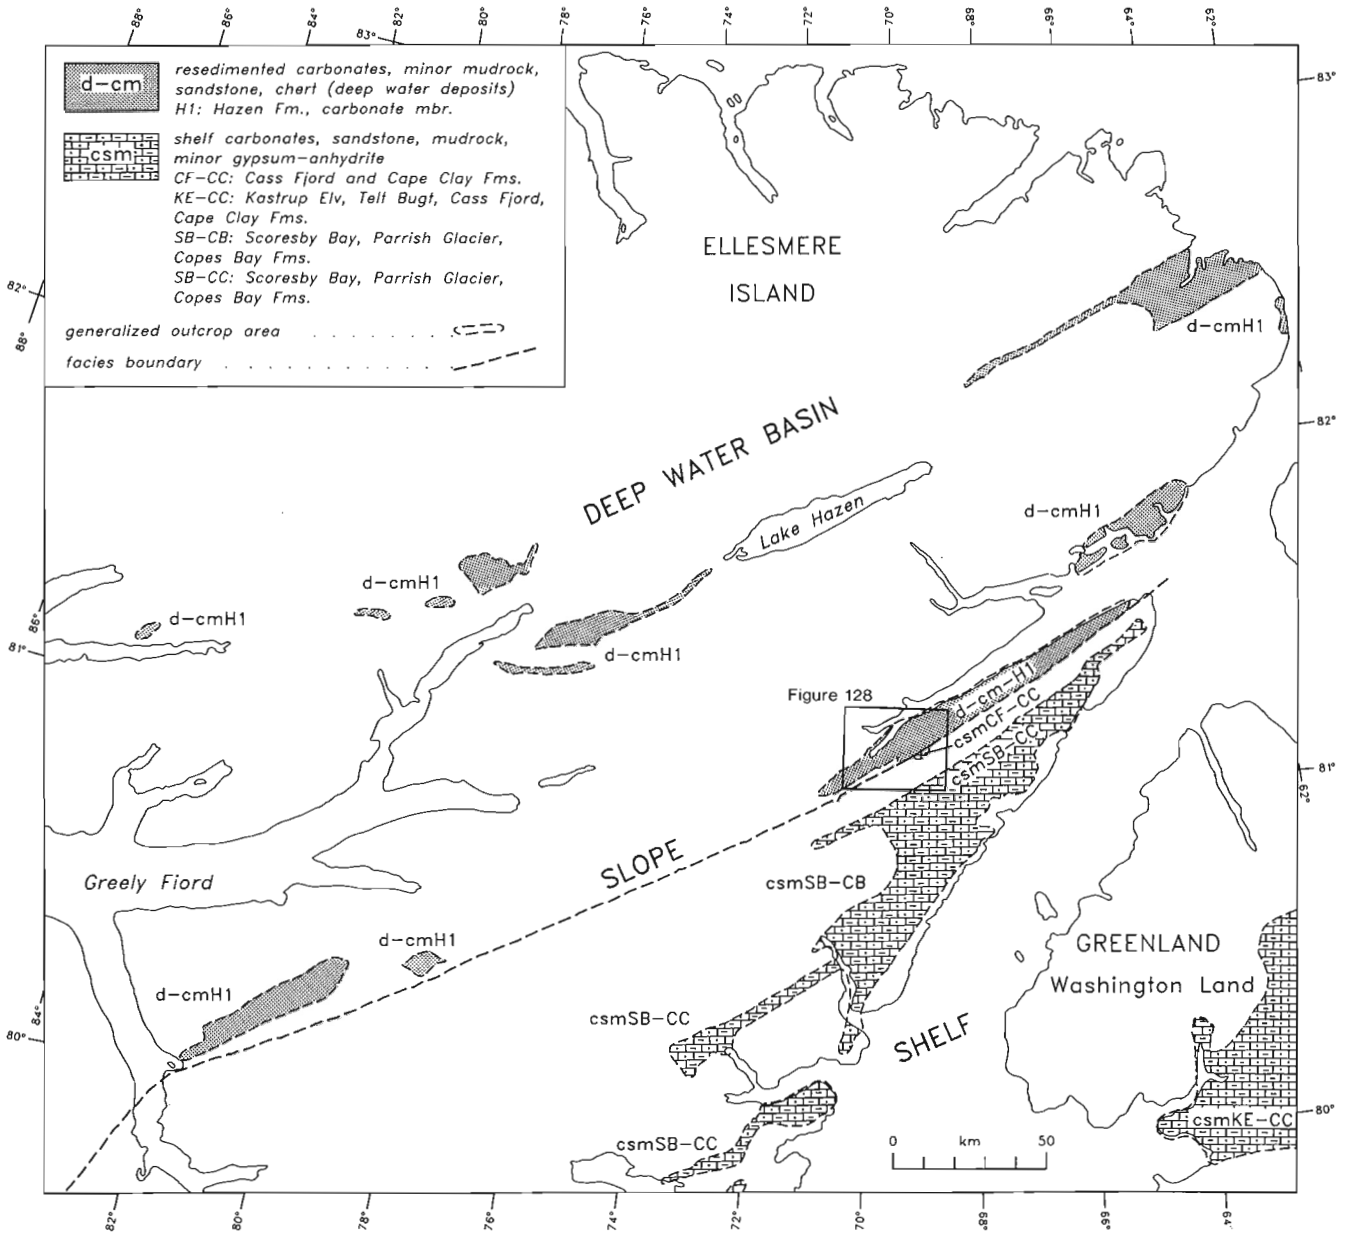 88° 86° 84° 82° 80° 78° 76° 74° 72° 70° 68° 66° 64° 62°
83°
83°
d-cm
resedimented carbonates, minor mudrock,
sandstone, chert (deep water deposits)
H1: Hazen Fm., carbonate mbr.
csm
shelf carbonates, sandstone, mudrock,
minor gypsum-anhydrite
CF-CC: Cass Fjord and Cape Clay Fms.
KE-CC: Kastrup Elv, Telt Bugt, Cass Fjord,
Cape Clay Fms.
SB-CB: Scoresby Bay, Parrish Glacier,
Copes Bay Fms.
SB-CC: Scoresby Bay, Parrish Glacier,
Copes Bay Fms.
generalized outcrop area . . . . . . .
facies boundary . . . . . . . . . . .
ELLESMERE
ISLAND
82°
88°
d-cmH1
82°
DEEP WATER BASIN
Lake Hazen
d-cmH1
d-cmH1
d-cmH1
86°
81°
d-cmH1
Figure 128
d-cm-H1
csmCF-CC
csmSB-CC
81°
62°
SLOPE
csmSB-CB
Greely Fiord
d-cmH1
GREENLAND
Washington Land
d-cmH1
84°
80°
csmSB-CC
SHELF
80°
csmKE-CC
csmSB-CC
0 km 50
82° 80° 78° 76° 74° 72° 70° 68° 66° 64°